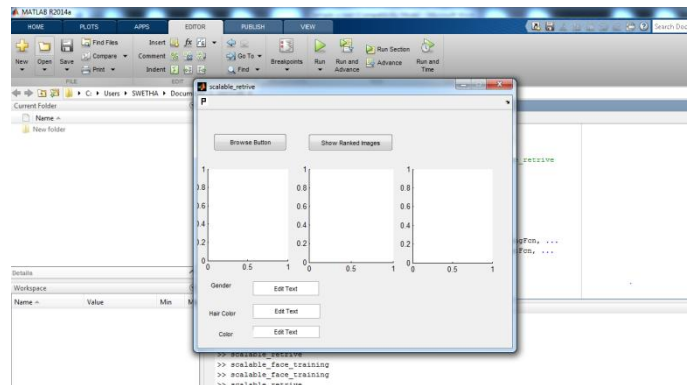 MATLAB R2014a
HOME PLOTS APPS EDITOR PUBLISH VIEW
Search Doc
New Open Save Find Files Compare Print
Insert Comment Indent
Go To Find
Breakpoints Run Run and Advance Run Section Advance Run and Time
FILE EDIT
C: Users SWETHA Docum
Current Folder
Name
New folder
Details
Workspace
Name Value Min
scalable_retrive
P
Browse Button Show Ranked Images
1 1 1
0.8 0.8 0.8
0.6 0.6 0.6
0.4 0.4 0.4
0.2 0.2 0.2
0 0 0
0 0.5 1 0 0.5 1 0 0.5 1
Gender Edit Text
Hair Color Edit Text
Color Edit Text
_retrive
gFcn, ...
Fcn, ...
>> scalable_retrive
>> scalable_face_training
>> scalable_face_training
>> scalable_retrive